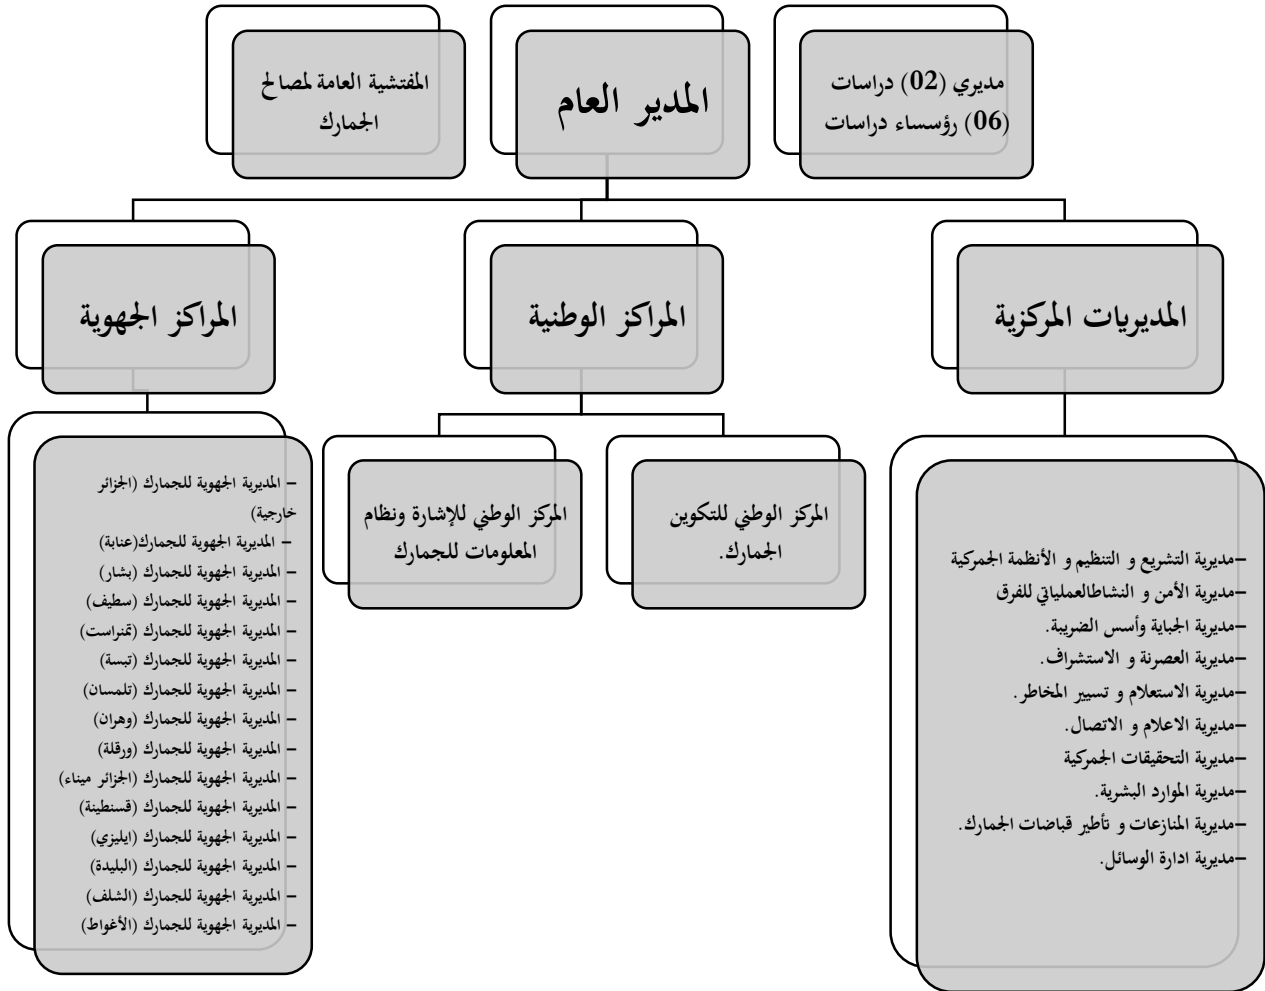 مديري (02) دراسات
(06) رؤسساء دراسات
المدير العام
المفتشية العامة لمصالح
الجمارك
المديريات المركزية
المراكز الوطنية
المراكز الجهوية
–مديرية التشريع و التنظيم و الأنظمة الجمركية
–مديرية الأمن و النشاطالعملياتي للفرق
–مديرية الجباية وأسس الضريبة.
–مديرية العصرنة و الاستشراف.
–مديرية الاستعلام و تسيير المخاطر.
–مديرية الاعلام و الاتصال.
–مديرية التحقيقات الجمركية
–مديرية الموارد البشرية.
–مديرية المنازعات و تأطير قباضات الجمارك.
–مديرية ادارة الوسائل.
المركز الوطني للتكوين
الجمارك.
المركز الوطني للإشارة ونظام
المعلومات للجمارك
– المديرية الجهوية للجمارك (الجزائر
خارجية)
– المديرية الجهوية للجمارك(عنابة)
– المديرية الجهوية للجمارك (بشار)
– المديرية الجهوية للجمارك (سطيف)
– المديرية الجهوية للجمارك (تمنراست)
– المديرية الجهوية للجمارك (تبسة)
– المديرية الجهوية للجمارك (تلمسان)
– المديرية الجهوية للجمارك (وهران)
– المديرية الجهوية للجمارك (ورقلة)
– المديرية الجهوية للجمارك (الجزائر ميناء)
– المديرية الجهوية للجمارك (قسنطينة)
– المديرية الجهوية للجمارك (ايليزي)
– المديرية الجهوية للجمارك (البليدة)
– المديرية الجهوية للجمارك (الشلف)
– المديرية الجهوية للجمارك (الأغواط)